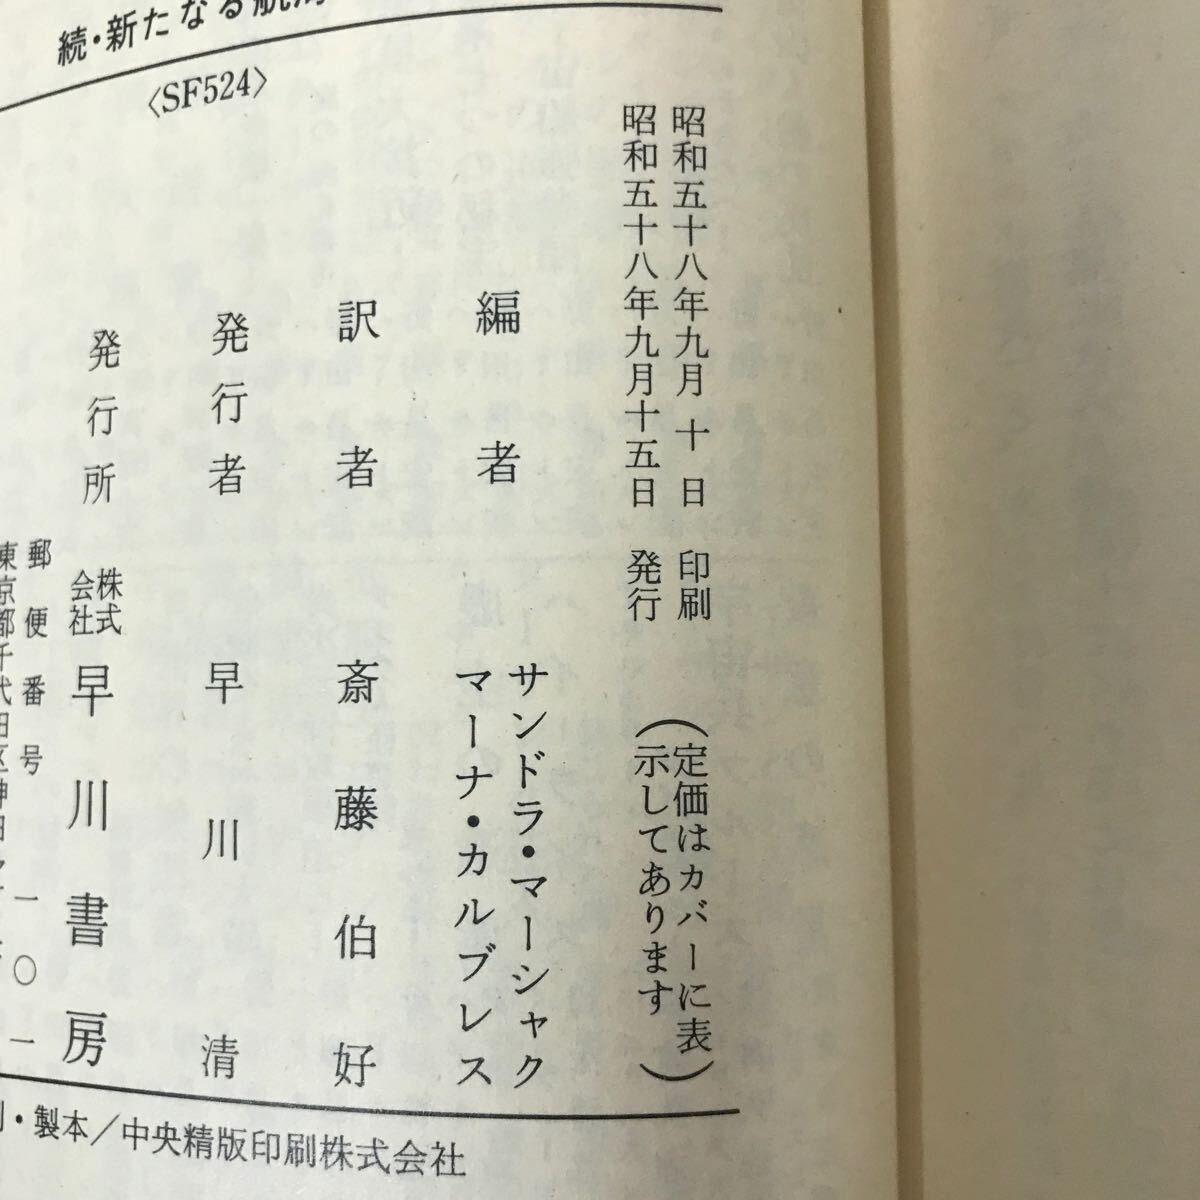 続・新たなる航海
〈SF524〉
昭和五十八年九月 十 日 印刷
昭和五十八年九月十五日 発行
（定価はカバーに表
示してあります）
編者
サンドラ・マーシャク
マーナ・カルブレス
訳者 斎藤伯好
発行者 早川清
発行所 株式会社 早川書房
郵便番号 一〇一
東京都千代田区神田
・製本／中央精版印刷株式会社